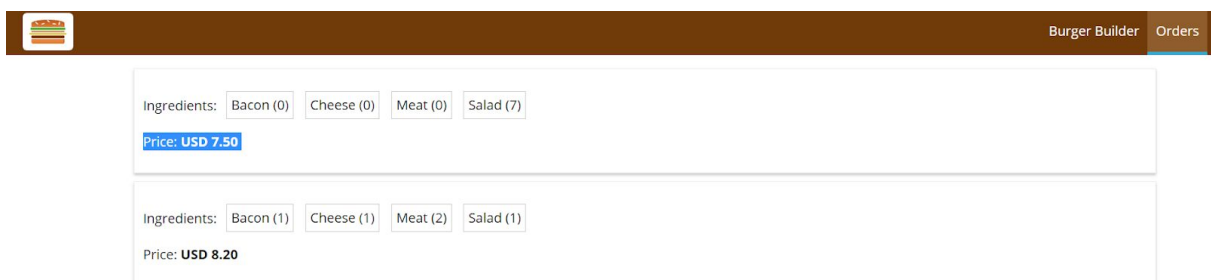 Burger Builder Orders
Ingredients: Bacon (0) Cheese (0) Meat (0) Salad (7)
Price: USD 7.50
Ingredients: Bacon (1) Cheese (1) Meat (2) Salad (1)
Price: USD 8.20